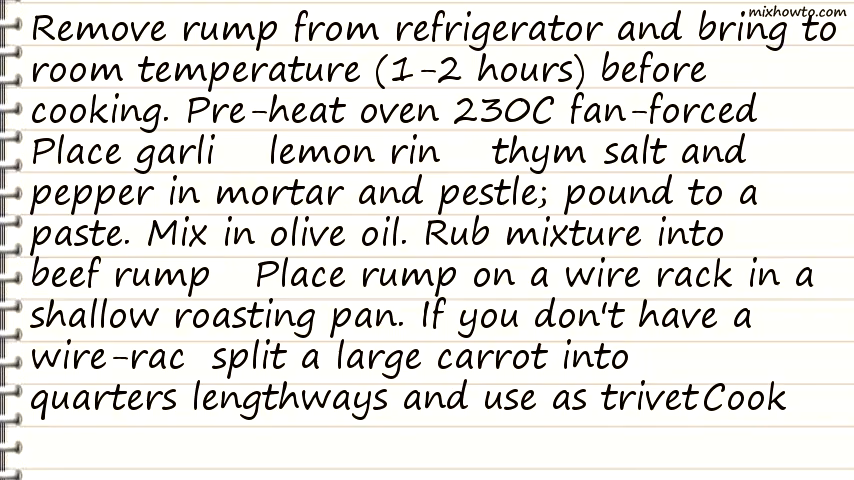 mixhowto.com
Remove rump from refrigerator and bring to
room temperature (1-2 hours) before
cooking. Pre-heat oven 230C fan-forced
Place garli lemon rin thym salt and
pepper in mortar and pestle; pound to a
paste. Mix in olive oil. Rub mixture into
beef rump Place rump on a wire rack in a
shallow roasting pan. If you don't have a
wire-rac split a large carrot into
quarters lengthways and use as trivetCook